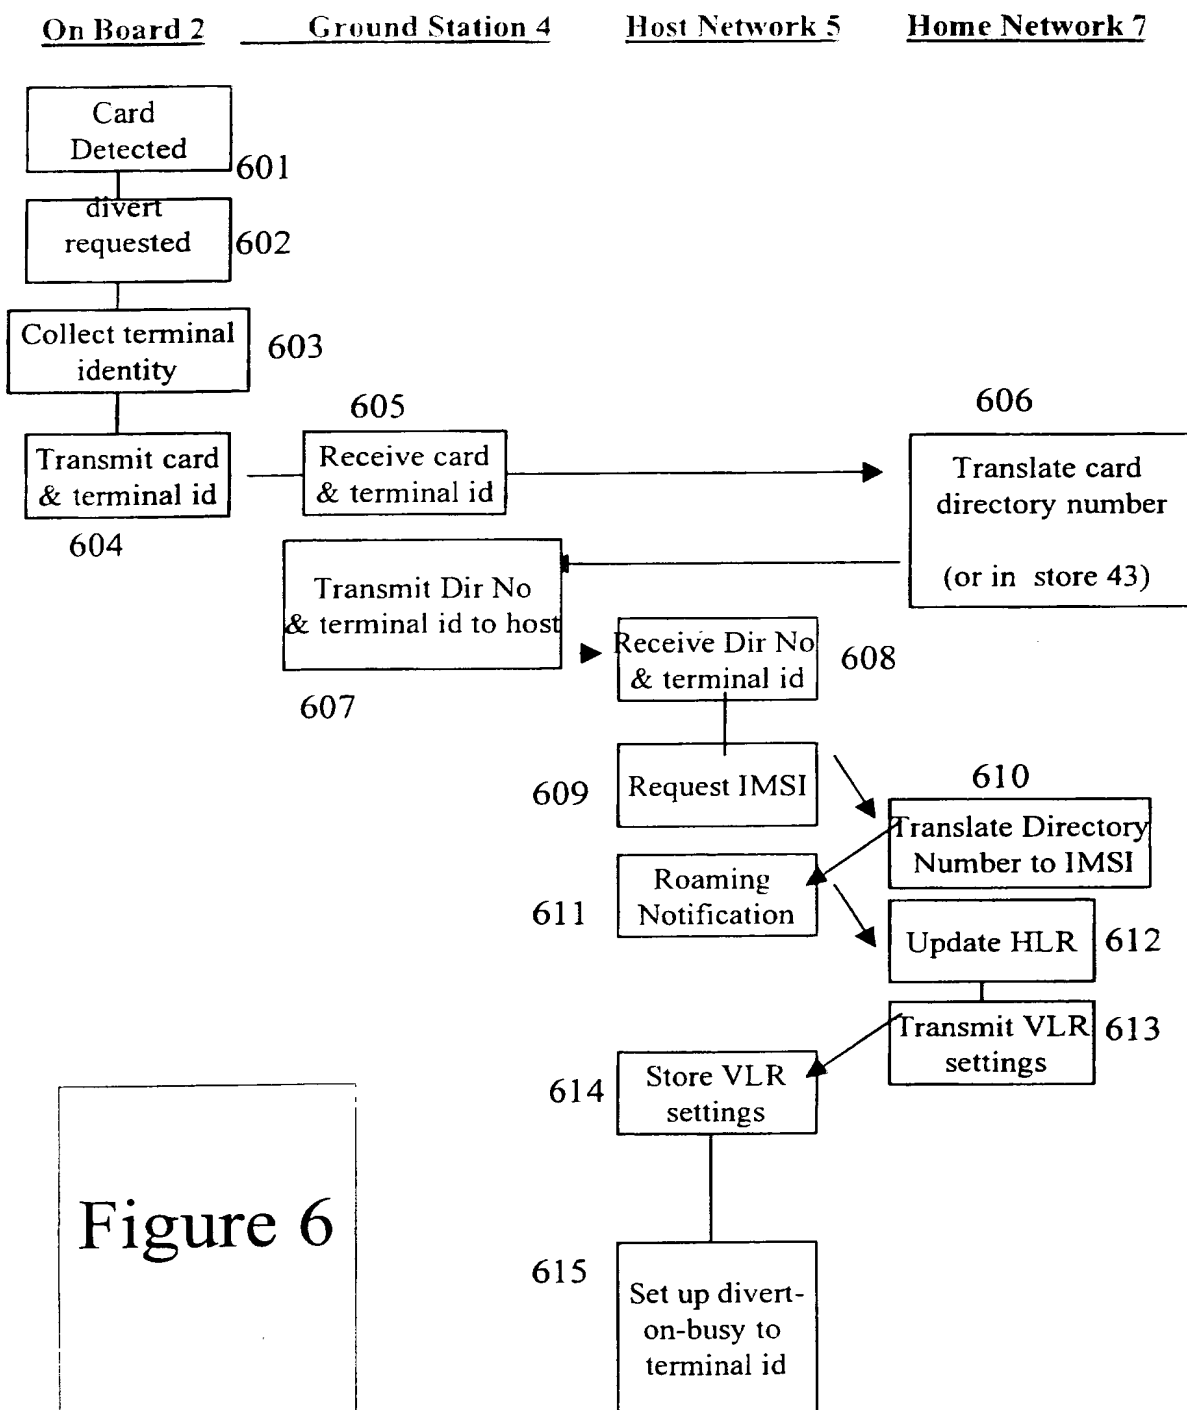 On Board 2 Ground Station 4 Host Network 5 Home Network 7
Card
Detected
601
divert
requested
602
Collect terminal
identity
603
Transmit card
& terminal id
604
605
Receive card
& terminal id
606
Translate card
directory number
(or in store 43)
Transmit Dir No
& terminal id to host
607
Receive Dir No
& terminal id
608
609
Request IMSI
610
Translate Directory
Number to IMSI
611
Roaming
Notification
Update HLR
612
Transmit VLR
settings
613
614
Store VLR
settings
615
Set up divert-
on-busy to
terminal id
Figure 6